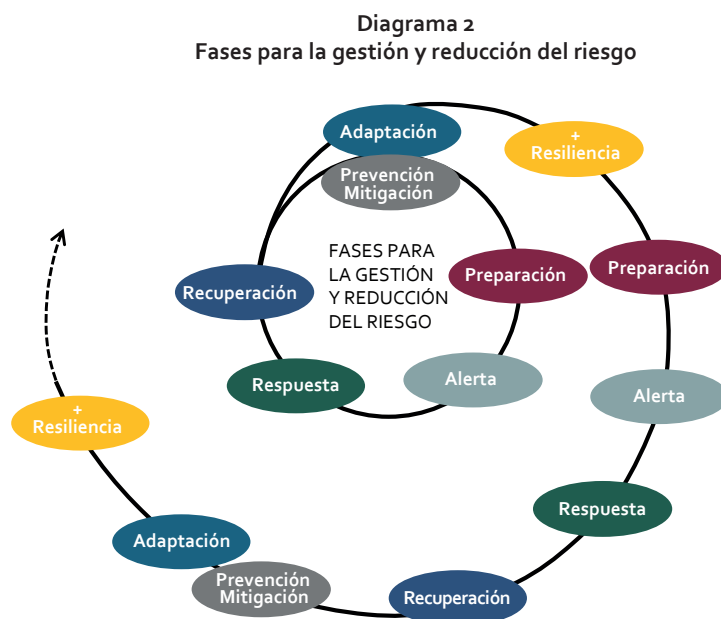 Diagrama 2
Fases para la gestión y reducción del riesgo
Adaptación
+
Resiliencia
Prevención
Mitigación
FASES PARA
LA GESTIÓN
Y REDUCCIÓN
DEL RIESGO
Preparación
Preparación
Recuperación
Respuesta
Alerta
Alerta
+
Resiliencia
Respuesta
Adaptación
Prevención
Mitigación
Recuperación